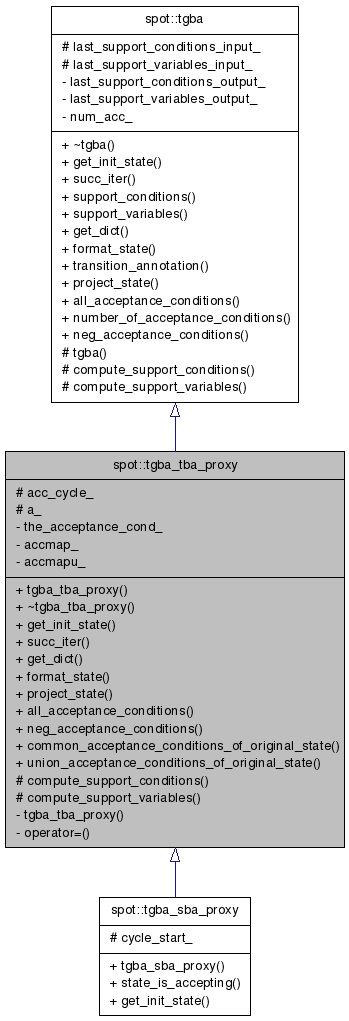 spot::tgba
# last_support_conditions_input_
# last_support_variables_input_
- last_support_conditions_output_
- last_support_variables_output_
- num_acc_
+ ~tgba()
+ get_init_state()
+ succ_iter()
+ support_conditions()
+ support_variables()
+ get_dict()
+ format_state()
+ transition_annotation()
+ project_state()
+ all_acceptance_conditions()
+ number_of_acceptance_conditions()
+ neg_acceptance_conditions()
# tgba()
# compute_support_conditions()
# compute_support_variables()
spot::tgba_tba_proxy
# acc_cycle_
# a_
- the_acceptance_cond_
- accmap_
- accmapu_
+ tgba_tba_proxy()
+ ~tgba_tba_proxy()
+ get_init_state()
+ succ_iter()
+ get_dict()
+ format_state()
+ project_state()
+ all_acceptance_conditions()
+ neg_acceptance_conditions()
+ common_acceptance_conditions_of_original_state()
+ union_acceptance_conditions_of_original_state()
# compute_support_conditions()
# compute_support_variables()
- tgba_tba_proxy()
- operator=()
spot::tgba_sba_proxy
# cycle_start_
+ tgba_sba_proxy()
+ state_is_accepting()
+ get_init_state()